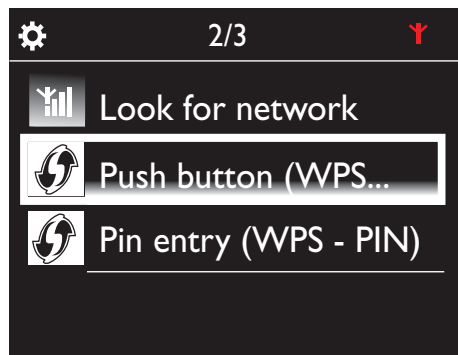 2/3
Look for network
Push button (WPS...
Pin entry (WPS - PIN)